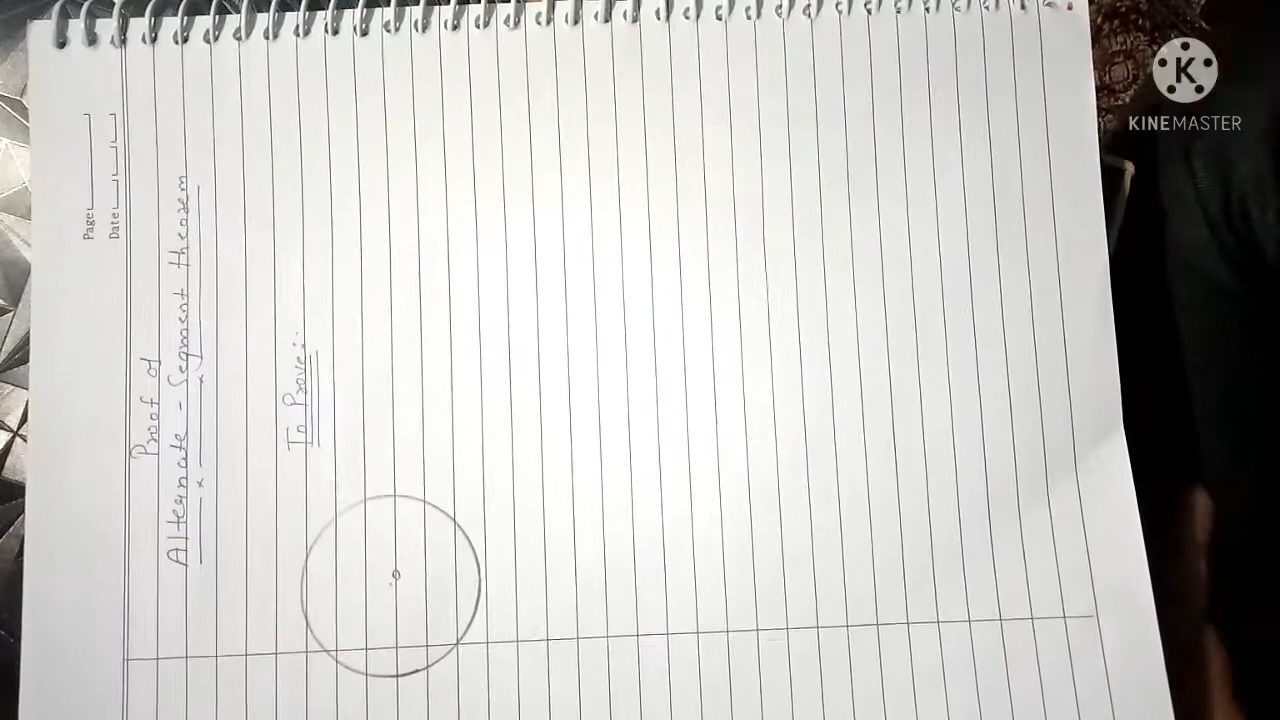 Page
Date
Proof of
Alternate - Segment theorem
To Prove:-
o
KINEMASTER